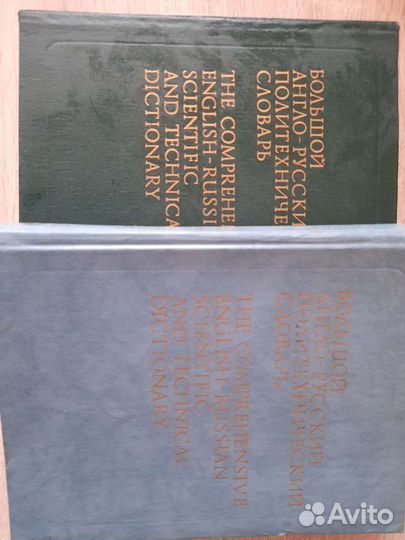 БОЛЬШОЙ
АНГЛО-РУССКИ
ПОЛИТЕХНИЧЕ
СЛОВАРЬ
THE COMPREHE
ENGLISH-RUSSI
SCIENTIFIC
AND TECHNICA
DICTIONARY
БОЛЬШОЙ
АНГЛО-РУССКИЙ
ПОЛИТЕХНИЧЕСКИЙ
СЛОВАРЬ
THE COMPREHENSIVE
ENGLISH-RUSSIAN
SCIENTIFIC
AND TECHNICAL
DICTIONARY
Avito